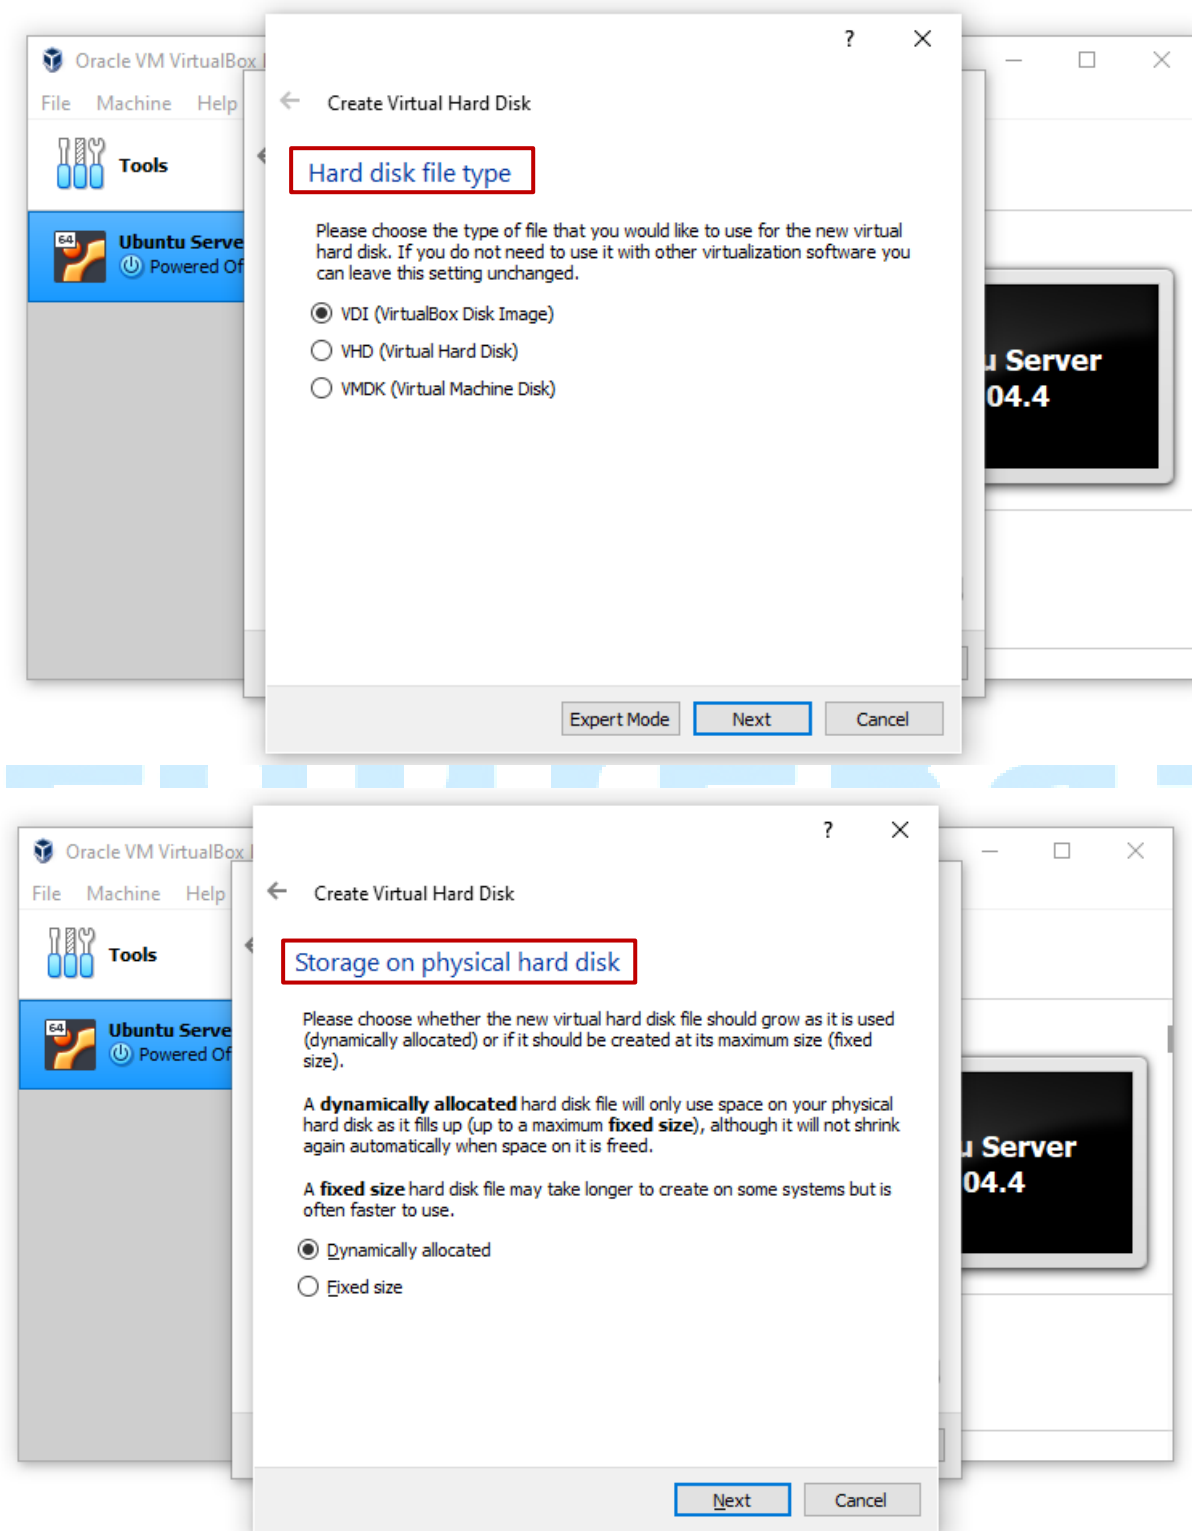 Oracle VM VirtualBox
File Machine Help
Tools
Ubuntu Serve
64
Powered Of
?
Create Virtual Hard Disk
Hard disk file type
Please choose the type of file that you would like to use for the new virtual
hard disk. If you do not need to use it with other virtualization software you
can leave this setting unchanged.
VDI (VirtualBox Disk Image)
VHD (Virtual Hard Disk)
VMDK (Virtual Machine Disk)
Expert Mode Next Cancel
u Server
04.4
Oracle VM VirtualBox
File Machine Help
Tools
Ubuntu Serve
64
Powered Of
?
Create Virtual Hard Disk
Storage on physical hard disk
Please choose whether the new virtual hard disk file should grow as it is used
(dynamically allocated) or if it should be created at its maximum size (fixed
size).
A dynamically allocated hard disk file will only use space on your physical
hard disk as it fills up (up to a maximum fixed size), although it will not shrink
again automatically when space on it is freed.
A fixed size hard disk file may take longer to create on some systems but is
often faster to use.
Dynamically allocated
Fixed size
Next Cancel
u Server
04.4